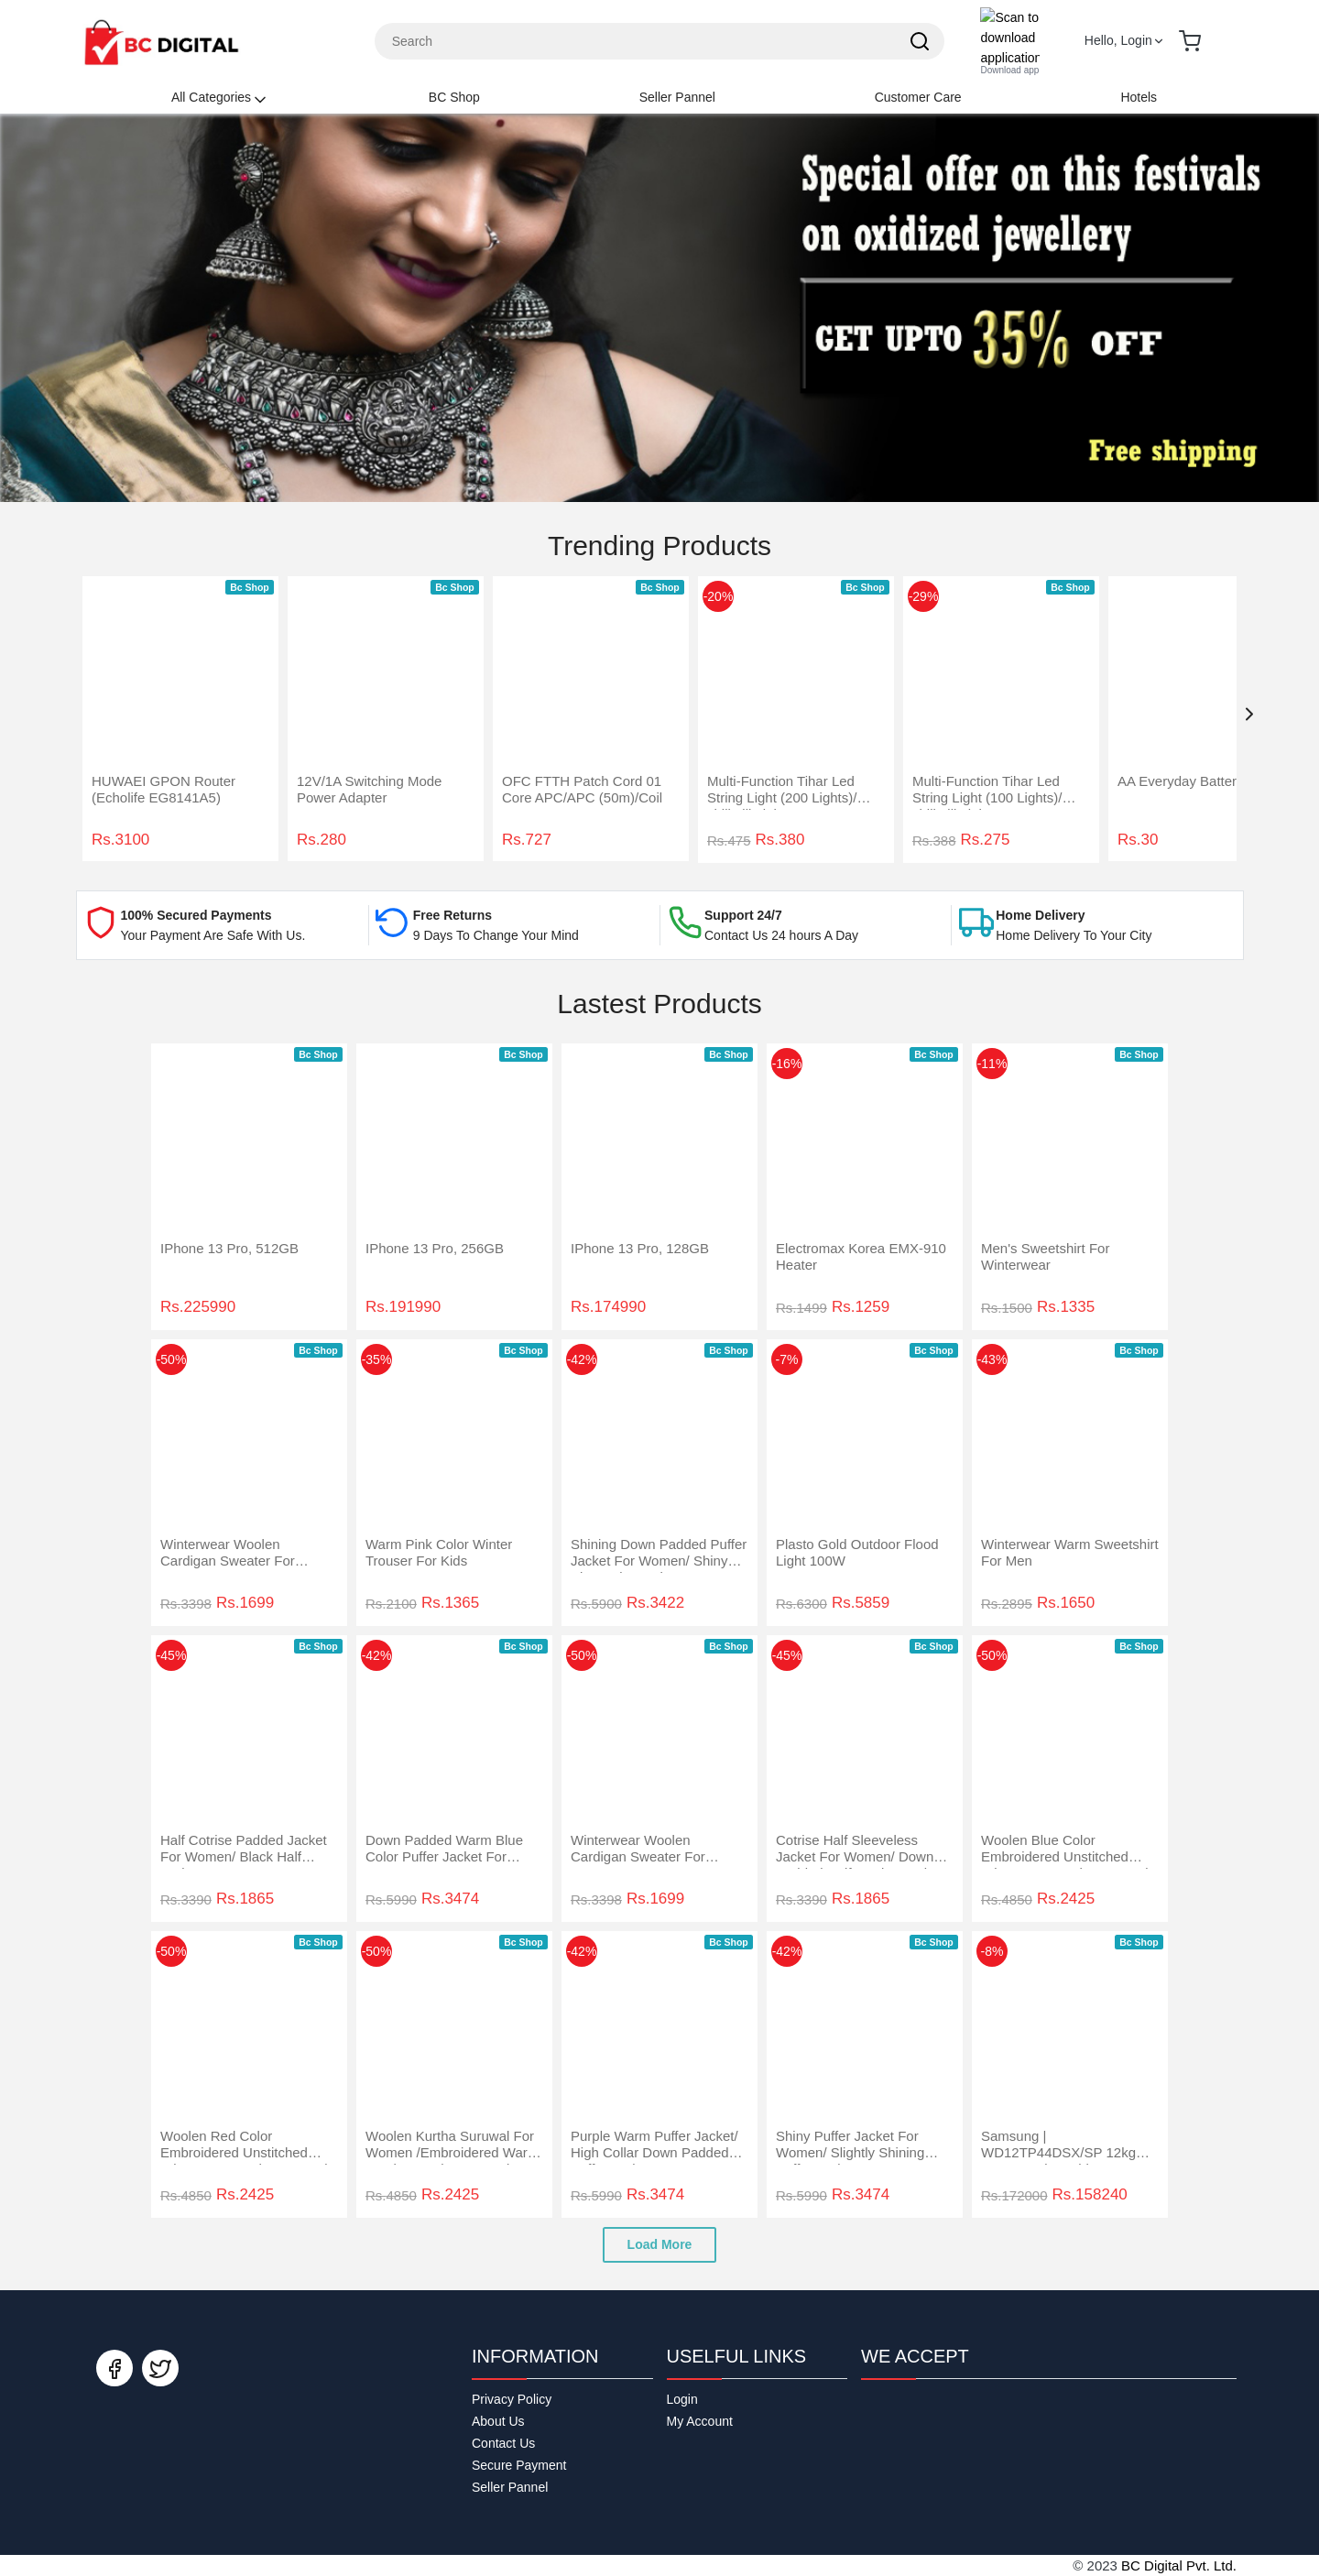 BC DIGITAL
Search
Scan to
download
application
Download app
Hello, Login
All Categories
BC Shop
Seller Pannel
Customer Care
Hotels
Special offer on this festivals
on oxidized jewellery
GET UPTO 35% OFF
Free shipping
Trending Products
Bc Shop
HUWAEI GPON Router
(Echolife EG8141A5)
Rs.3100
Bc Shop
12V/1A Switching Mode
Power Adapter
Rs.280
Bc Shop
OFC FTTH Patch Cord 01
Core APC/APC (50m)/Coil
Rs.727
-20%
Bc Shop
Multi-Function Tihar Led
String Light (200 Lights)/…
Rs.475 Rs.380
-29%
Bc Shop
Multi-Function Tihar Led
String Light (100 Lights)/…
Rs.388 Rs.275
AA Everyday Batter
Rs.30
100% Secured Payments
Your Payment Are Safe With Us.
Free Returns
9 Days To Change Your Mind
Support 24/7
Contact Us 24 hours A Day
Home Delivery
Home Delivery To Your City
Lastest Products
Bc Shop
IPhone 13 Pro, 512GB
Rs.225990
Bc Shop
IPhone 13 Pro, 256GB
Rs.191990
Bc Shop
IPhone 13 Pro, 128GB
Rs.174990
-16%
Bc Shop
Electromax Korea EMX-910
Heater
Rs.1499 Rs.1259
-11%
Bc Shop
Men's Sweetshirt For
Winterwear
Rs.1500 Rs.1335
-50%
Bc Shop
Winterwear Woolen
Cardigan Sweater For…
Rs.3398 Rs.1699
-35%
Bc Shop
Warm Pink Color Winter
Trouser For Kids
Rs.2100 Rs.1365
-42%
Bc Shop
Shining Down Padded Puffer
Jacket For Women/ Shiny…
Rs.5900 Rs.3422
-7%
Bc Shop
Plasto Gold Outdoor Flood
Light 100W
Rs.6300 Rs.5859
-43%
Bc Shop
Winterwear Warm Sweetshirt
For Men
Rs.2895 Rs.1650
-45%
Bc Shop
Half Cotrise Padded Jacket
For Women/ Black Half…
Rs.3390 Rs.1865
-42%
Bc Shop
Down Padded Warm Blue
Color Puffer Jacket For…
Rs.5990 Rs.3474
-50%
Bc Shop
Winterwear Woolen
Cardigan Sweater For…
Rs.3398 Rs.1699
-45%
Bc Shop
Cotrise Half Sleeveless
Jacket For Women/ Down…
Rs.3390 Rs.1865
-50%
Bc Shop
Woolen Blue Color
Embroidered Unstitched…
Rs.4850 Rs.2425
-50%
Bc Shop
Woolen Red Color
Embroidered Unstitched…
Rs.4850 Rs.2425
-50%
Bc Shop
Woolen Kurtha Suruwal For
Women /Embroidered War…
Rs.4850 Rs.2425
-42%
Bc Shop
Purple Warm Puffer Jacket/
High Collar Down Padded…
Rs.5990 Rs.3474
-42%
Bc Shop
Shiny Puffer Jacket For
Women/ Slightly Shining…
Rs.5990 Rs.3474
-8%
Bc Shop
Samsung |
WD12TP44DSX/SP 12kg…
Rs.172000 Rs.158240
Load More
INFORMATION
Privacy Policy
About Us
Contact Us
Secure Payment
Seller Pannel
USEFUL LINKS
Login
My Account
WE ACCEPT
© 2023 BC Digital Pvt. Ltd.